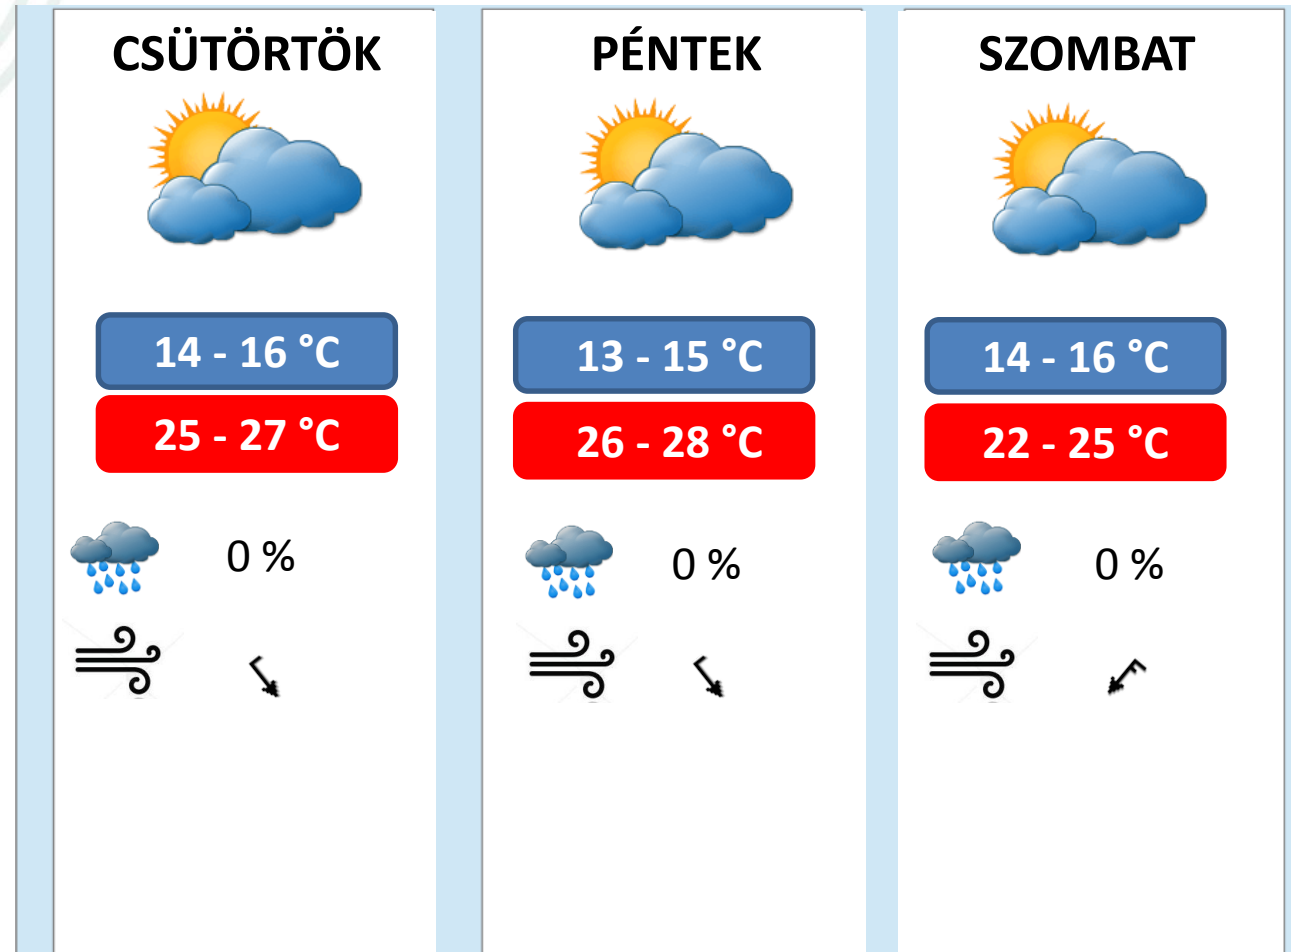 CSÜTÖRTÖK
14 - 16 °C
25 - 27 °C
0 %
PÉNTEK
13 - 15 °C
26 - 28 °C
0 %
SZOMBAT
14 - 16 °C
22 - 25 °C
0 %